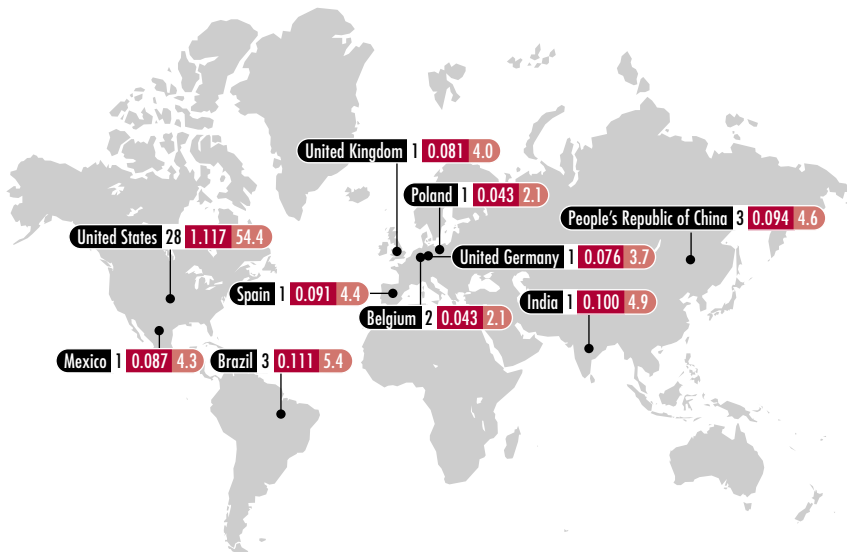 United Kingdom 1 0.081 4.0
Poland 1 0.043 2.1
People's Republic of China 3 0.094 4.6
United States 28 1.117 54.4
United Germany 1 0.076 3.7
Spain 1 0.091 4.4
India 1 0.100 4.9
Belgium 2 0.043 2.1
Mexico 1 0.087 4.3
Brazil 3 0.111 5.4